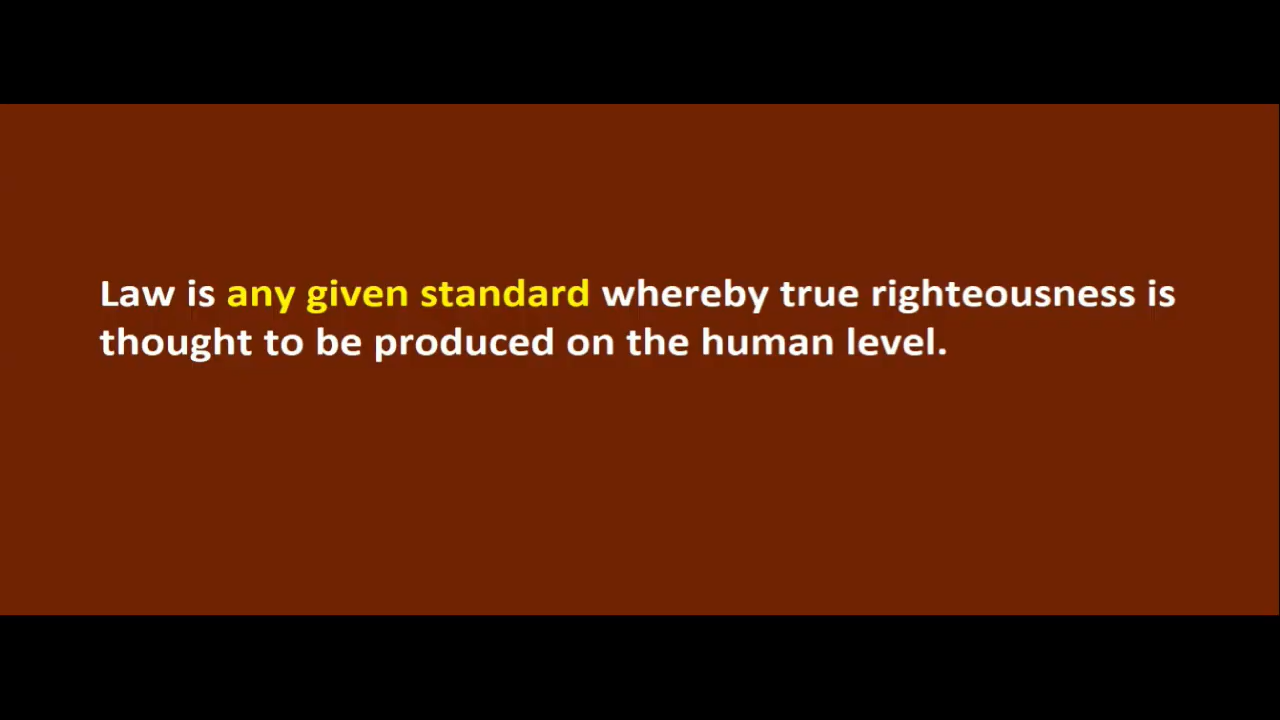 Law is any given standard whereby true righteousness is
thought to be produced on the human level.